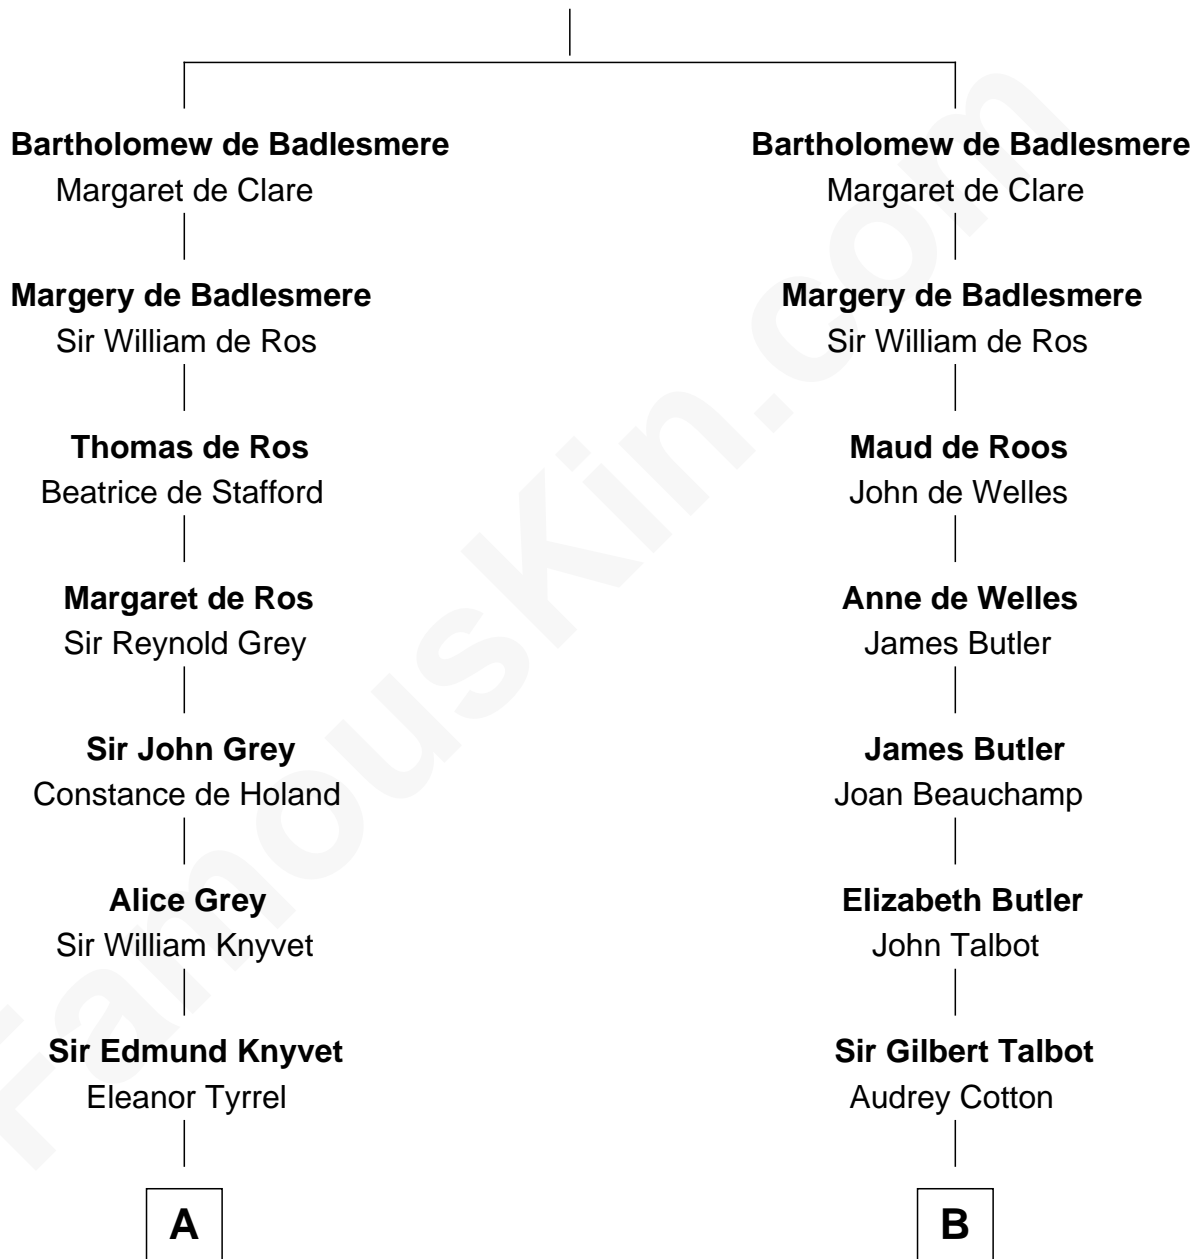 Bartholomew de Badlesmere
Margaret de Clare
Margery de Badlesmere
Sir William de Ros
Thomas de Ros
Beatrice de Stafford
Margaret de Ros
Sir Reynold Grey
Sir John Grey
Constance de Holand
Alice Grey
Sir William Knyvet
Sir Edmund Knyvet
Eleanor Tyrrel
A
Bartholomew de Badlesmere
Margaret de Clare
Margery de Badlesmere
Sir William de Ros
Maud de Roos
John de Welles
Anne de Welles
James Butler
James Butler
Joan Beauchamp
Elizabeth Butler
John Talbot
Sir Gilbert Talbot
Audrey Cotton
B
FamousKin.com